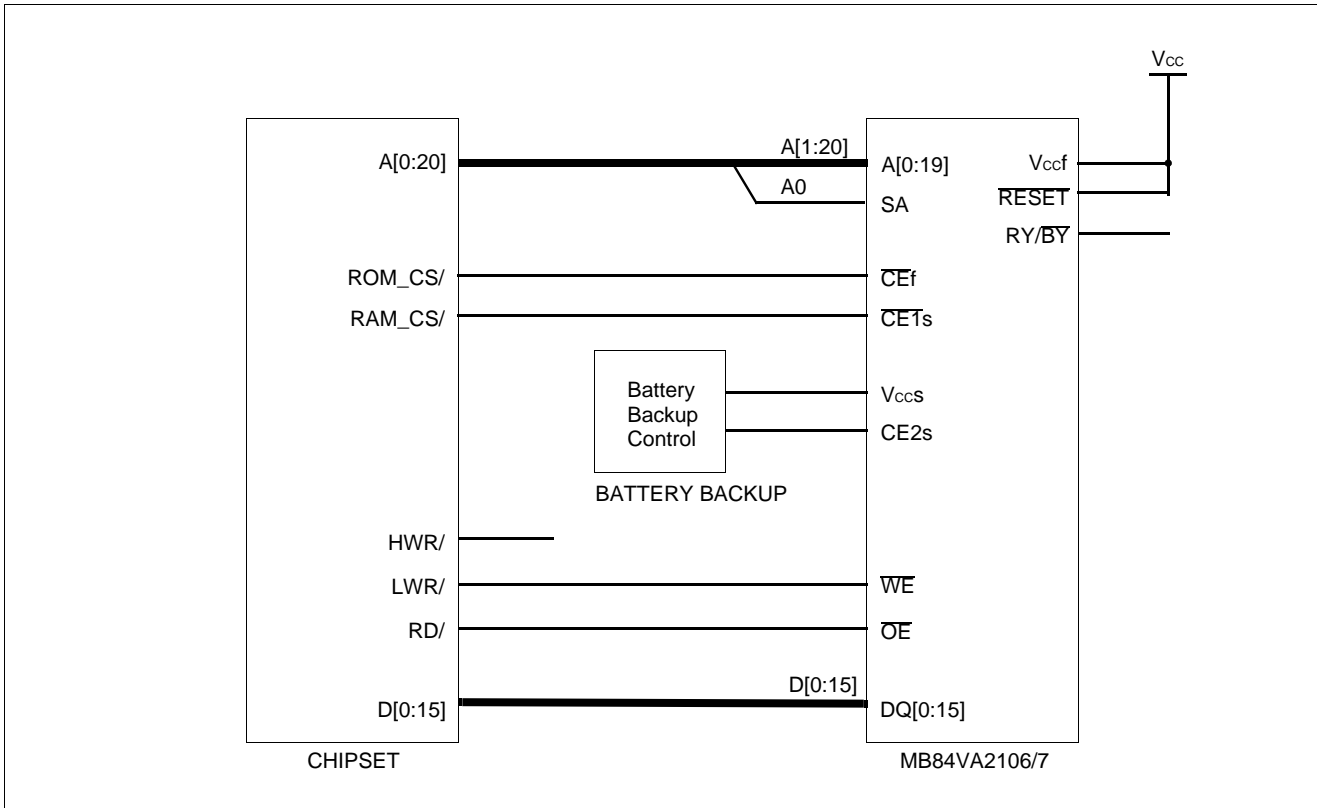 Vcc
A[0:20]
A[1:20]
A[0:19]
Vccf
A0
SA
RESET
RY/BY
ROM_CS/
CEf
RAM_CS/
CE1s
Battery
Backup
Control
Vccs
CE2s
BATTERY BACKUP
HWR/
LWR/
WE
RD/
OE
D[0:15]
D[0:15]
DQ[0:15]
CHIPSET
MB84VA2106/7